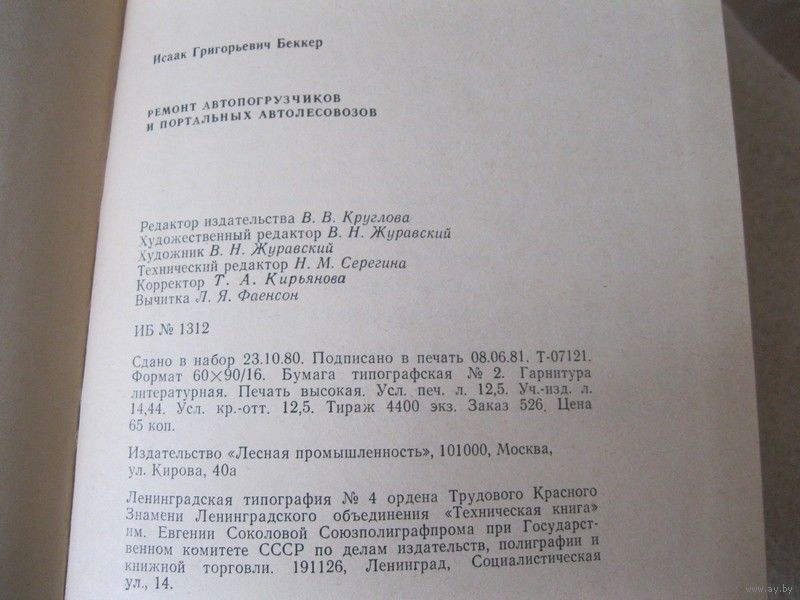 Исаак Григорьевич Беккер
РЕМОНТ АВТОПОГРУЗЧИКОВ
И ПОРТАЛЬНЫХ АВТОЛЕСОВОЗОВ
Редактор издательства В. В. Круглова
Художественный редактор В. Н. Журавский
Художник В. Н. Журавский
Технический редактор Н. М. Серегина
Корректор Т. А. Кирьянова
Вычитка Л. Я. Фаенсон
ИБ № 1312
Сдано в набор 23.10.80. Подписано в печать 08.06.81. Т-07121.
Формат 60×90/16. Бумага типографская № 2. Гарнитура
литературная. Печать высокая. Усл. печ. л. 12,5. Уч.-изд. л.
14,44. Усл. кр.-отт. 12,5. Тираж 4400 экз. Заказ 526. Цена
65 коп.
Издательство «Лесная промышленность», 101000, Москва,
ул. Кирова, 40а
Ленинградская типография № 4 ордена Трудового Красного
Знамени Ленинградского объединения «Техническая книга»
им. Евгении Соколовой Союзполиграфпрома при Государст-
венном комитете СССР по делам издательств, полиграфии и
книжной торговли. 191126, Ленинград, Социалистическая
ул., 14.
www.ay.by